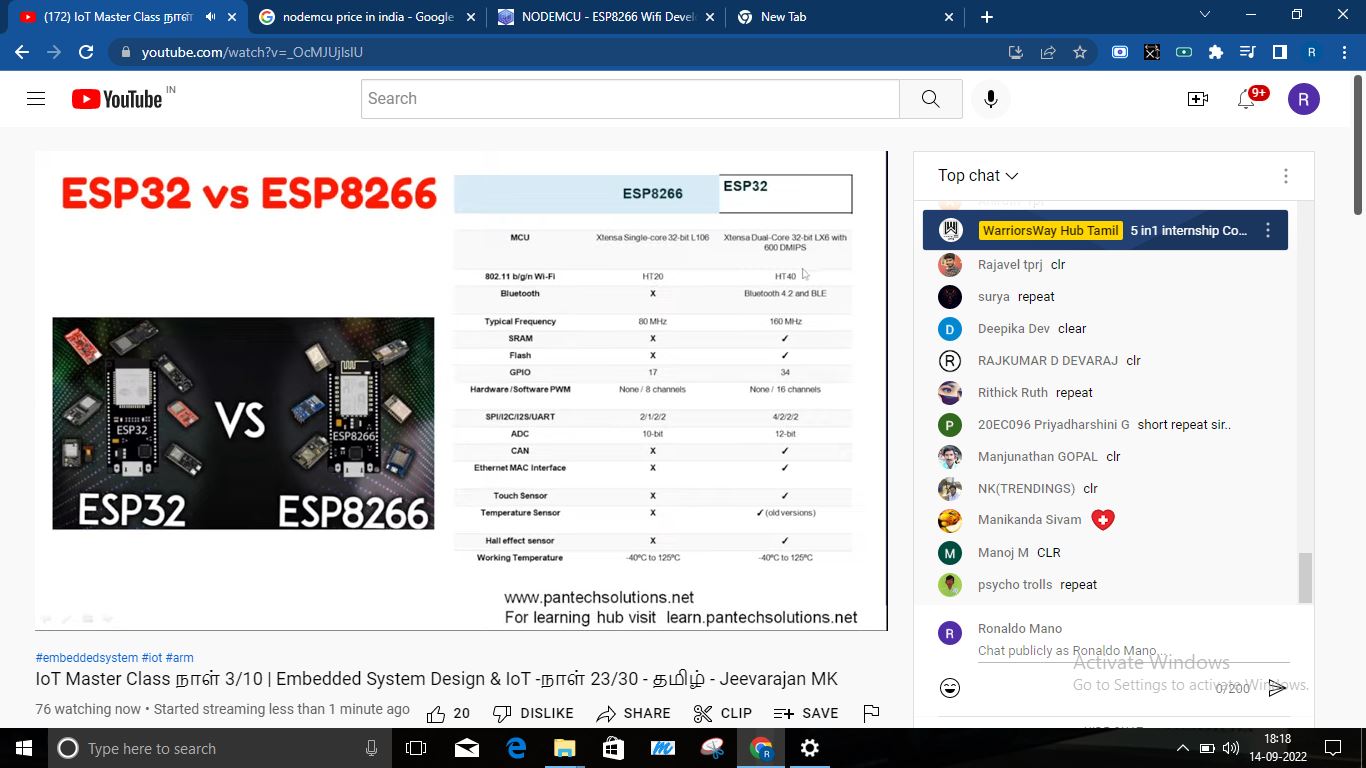 (172) IoT Master Class நாள்
nodemcu price in india - Google
NODEMCU - ESP8266 Wifi Devel
New Tab
youtube.com/watch?v=_OcMJUjlsIU
R
YouTube IN
Search
9+
R
ESP32 vs ESP8266
ESP8266 ESP32
MCU Xtensa Single-core 32-bit L106 Xtensa Dual-Core 32-bit LX6 with
600 DMIPS
802.11 b/g/n Wi-Fi HT20 HT40
Bluetooth X Bluetooth 4.2 and BLE
Typical Frequency 80 MHz 160 MHz
SRAM X ✓
Flash X ✓
GPIO 17 34
Hardware /Software PWM None / 8 channels None / 16 channels
SPI/I2C/I2S/UART 2/1/2/2 4/2/2/2
ADC 10-bit 12-bit
CAN X ✓
Ethernet MAC Interface X ✓
Touch Sensor X ✓
Temperature Sensor X ✓ (old versions)
Hall effect sensor X ✓
Working Temperature -40ºC to 125ºC -40ºC to 125ºC
ESP32 VS ESP8266
ESP32 ESP8266
www.pantechsolutions.net
For learning hub visit learn.pantechsolutions.net
#embeddedsystem #iot #arm
IoT Master Class நாள் 3/10 | Embedded System Design & IoT -நாள் 23/30 - தமிழ் - Jeevarajan MK
76 watching now • Started streaming less than 1 minute ago
20 DISLIKE SHARE CLIP SAVE
Top chat
WarriorsWay Hub Tamil 5 in1 internship Co...
Rajavel tprj clr
surya repeat
D Deepika Dev clear
R RAJKUMAR D DEVARAJ clr
Rithick Ruth repeat
P 20EC096 Priyadharshini G short repeat sir..
Manjunathan GOPAL clr
NK(TRENDINGS) clr
Manikanda Sivam
M Manoj M CLR
psycho trolls repeat
R Ronaldo Mano
Chat publicly as Ronaldo Mano...
0/200
Activate Windows
Go to Settings to activate Windows.
Type here to search
18:18
14-09-2022